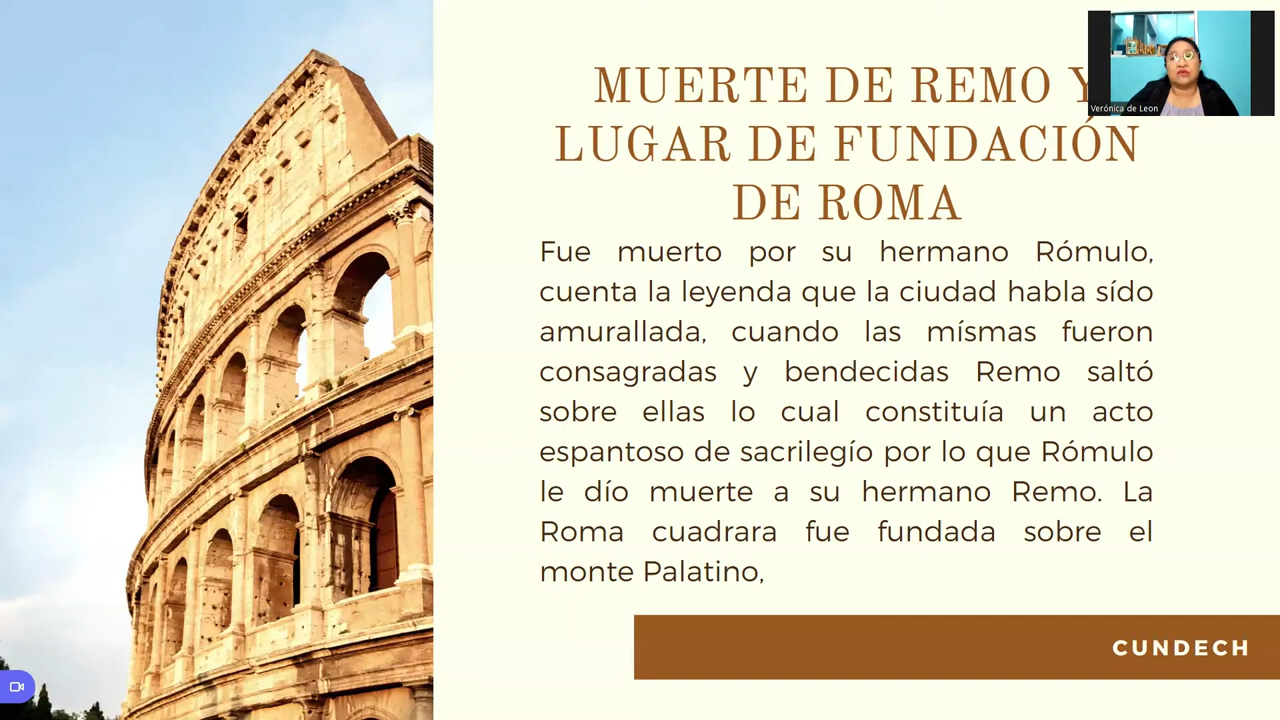 MUERTE DE REMO Y
LUGAR DE FUNDACIÓN
DE ROMA
Verónica de Leon
Fue muerto por su hermano Rómulo,
cuenta la leyenda que la ciudad habla sído
amurallada, cuando las mísmas fueron
consagradas y bendecidas Remo saltó
sobre ellas lo cual constituía un acto
espantoso de sacrilegío por lo que Rómulo
le dío muerte a su hermano Remo. La
Roma cuadrara fue fundada sobre el
monte Palatino,
CUNDECH